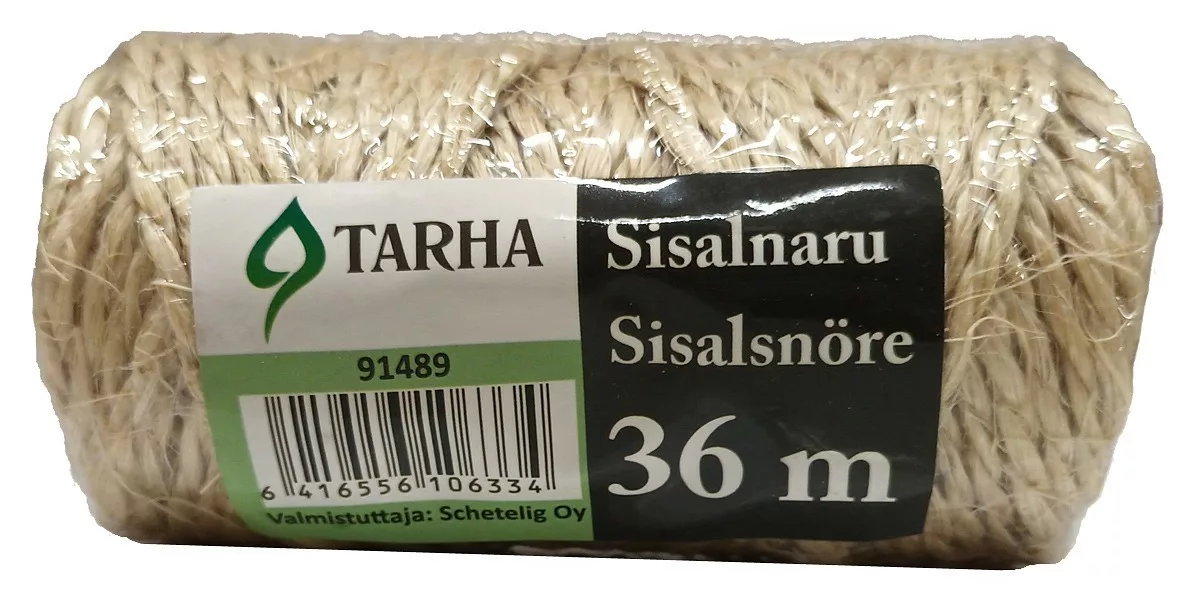 TARHA
91489
6 416556 106334
Valmistuttaja: Schetelig Oy
Sisalnaru
Sisalsnöre
36 m